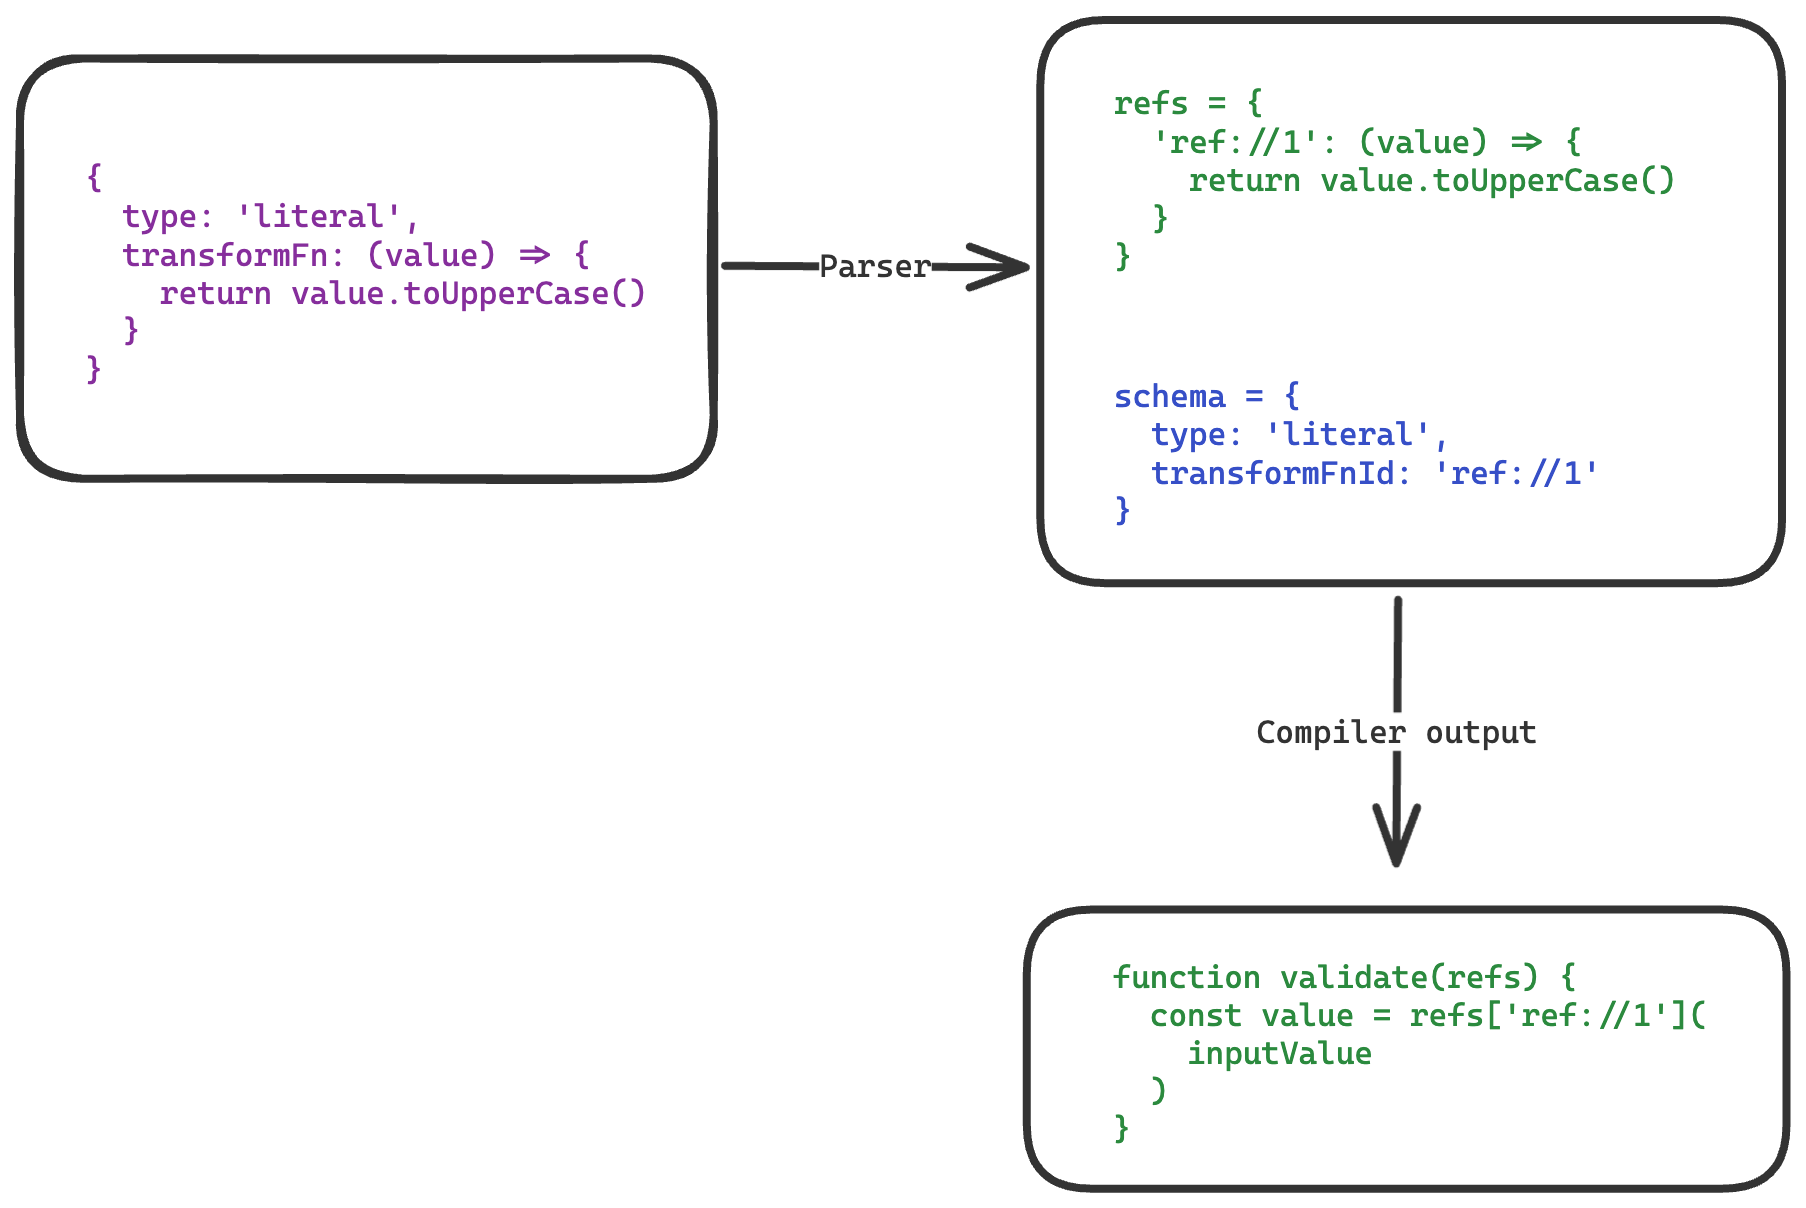 {
  type: 'literal',
  transformFn: (value) => {
    return value.toUpperCase()
  }
}
Parser
refs = {
  'ref://1': (value) => {
    return value.toUpperCase()
  }
}
schema = {
  type: 'literal',
  transformFnId: 'ref://1'
}
Compiler output
function validate(refs) {
  const value = refs['ref://1'](
    inputValue
  )
}